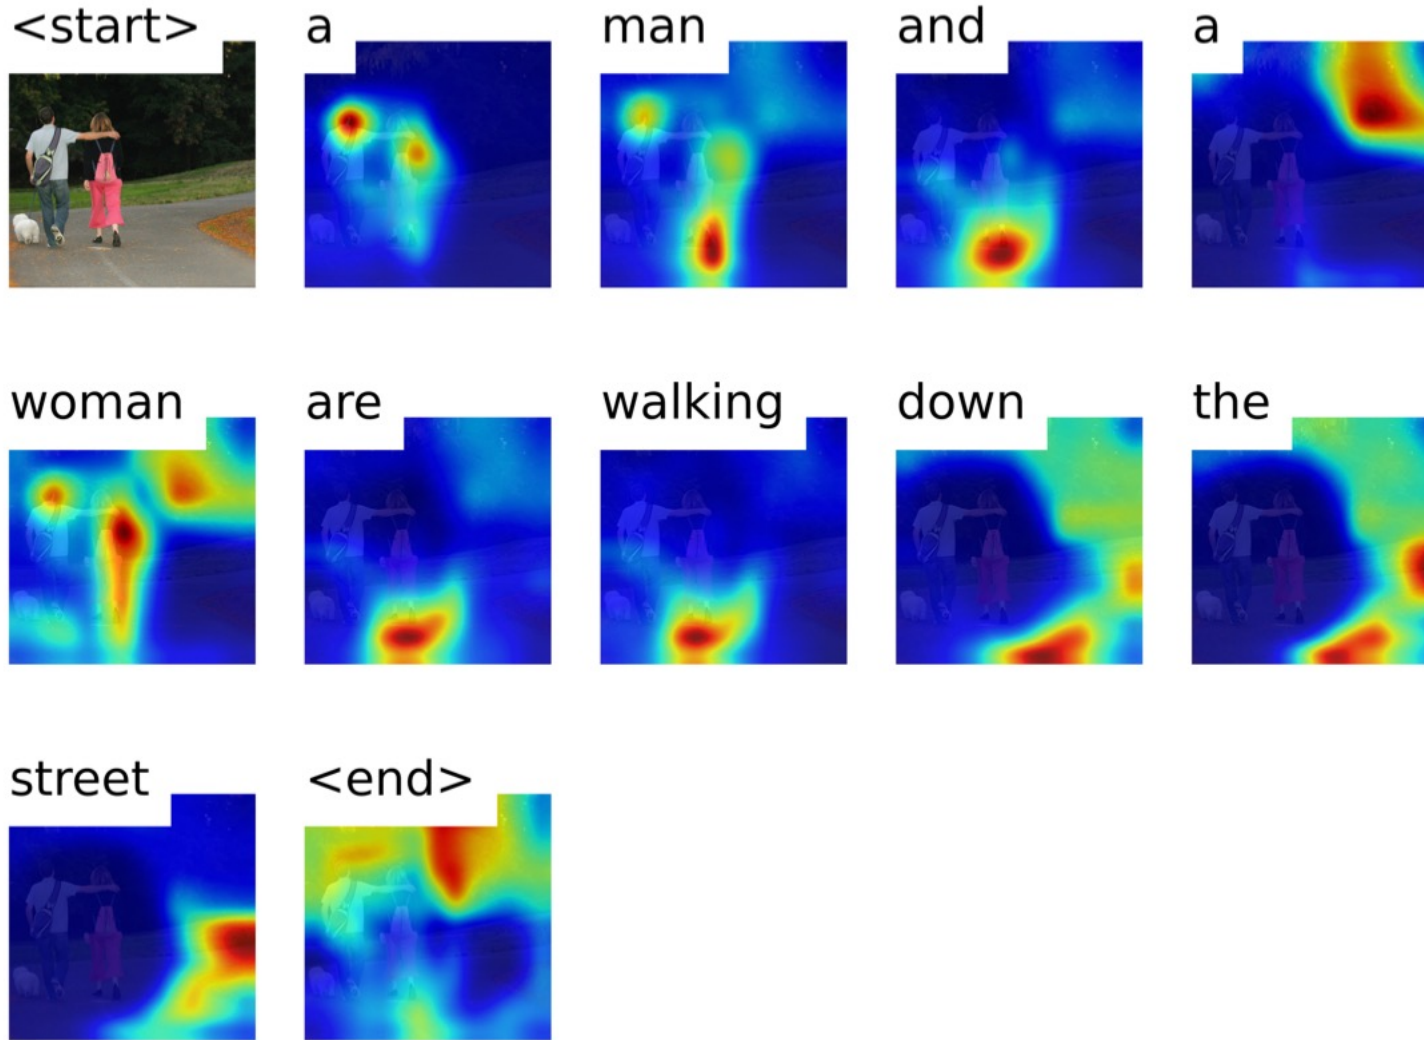 <start> a man and a
woman are walking down the
street <end>